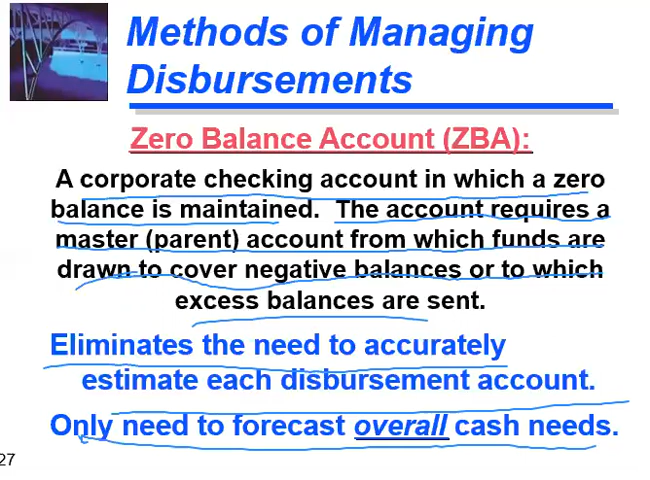 Methods of Managing
Disbursements
Zero Balance Account (ZBA):
A corporate checking account in which a zero
balance is maintained.  The account requires a
master (parent) account from which funds are
drawn to cover negative balances or to which
excess balances are sent.
Eliminates the need to accurately
estimate each disbursement account.
Only need to forecast overall cash needs.
27